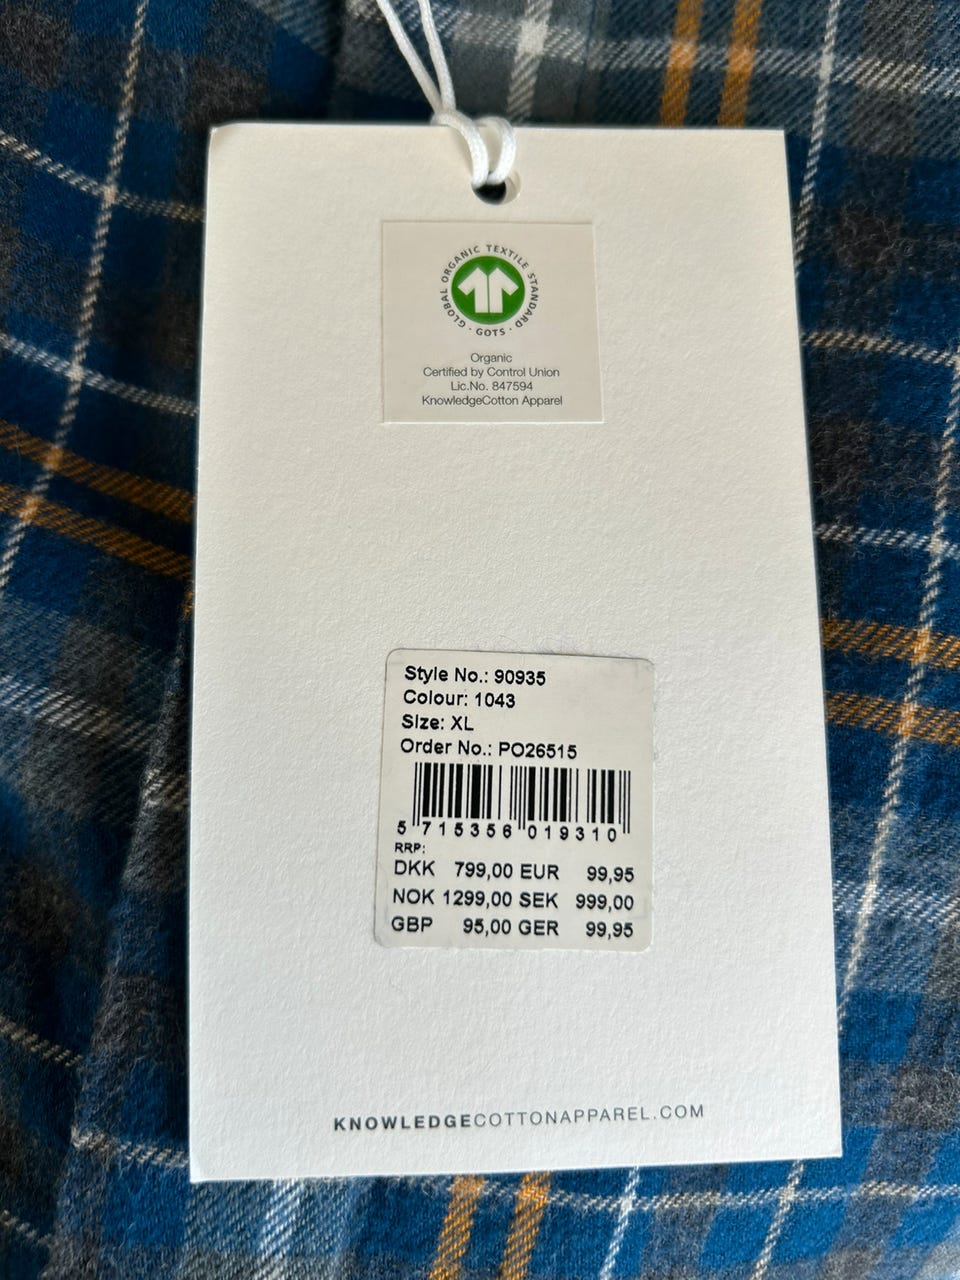 GLOBAL ORGANIC TEXTILE STANDARD · GOTS ·
Organic
Certified by Control Union
Lic.No. 847594
KnowledgeCotton Apparel
Style No.: 90935
Colour: 1043
Size: XL
Order No.: PO26515
5 715356 019310
RRP:
DKK 799,00 EUR 99,95
NOK 1299,00 SEK 999,00
GBP 95,00 GER 99,95
KNOWLEDGECOTTONAPPAREL.COM